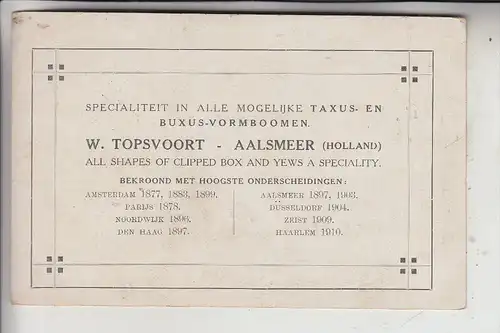 SPECIALITEIT IN ALLE MOGELIJKE TAXUS- EN
BUXUS-VORMBOOMEN.
W. TOPSVOORT - AALSMEER (HOLLAND)
ALL SHAPES OF CLIPPED BOX AND YEWS A SPECIALITY.
BEKROOND MET HOOGSTE ONDERSCHEIDINGEN:
AMSTERDAM 1877, 1883, 1899.
PARIJS 1878.
NOORDWIJK 1896.
DEN HAAG 1897.
AALSMEER 1897, 1903.
DÜSSELDORF 1904.
ZEIST 1909.
HAARLEM 1910.